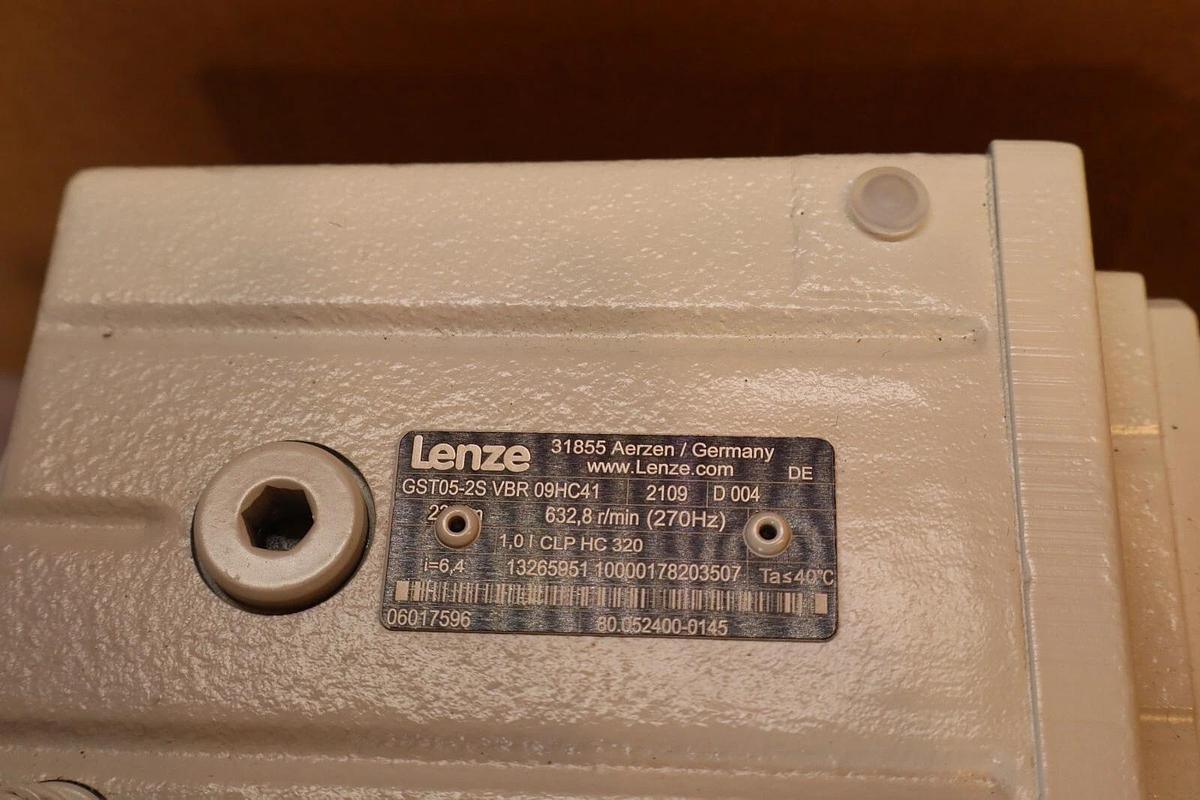 Lenze
31855 Aerzen / Germany
www.Lenze.com
DE
GST05-2S VBR 09HC41 2109 D 004
632,8 r/min (270Hz)
1,0 l CLP HC 320
i=6,4 13265951 10000178203507 Ta≤40°C
06017596 80.052400-0145